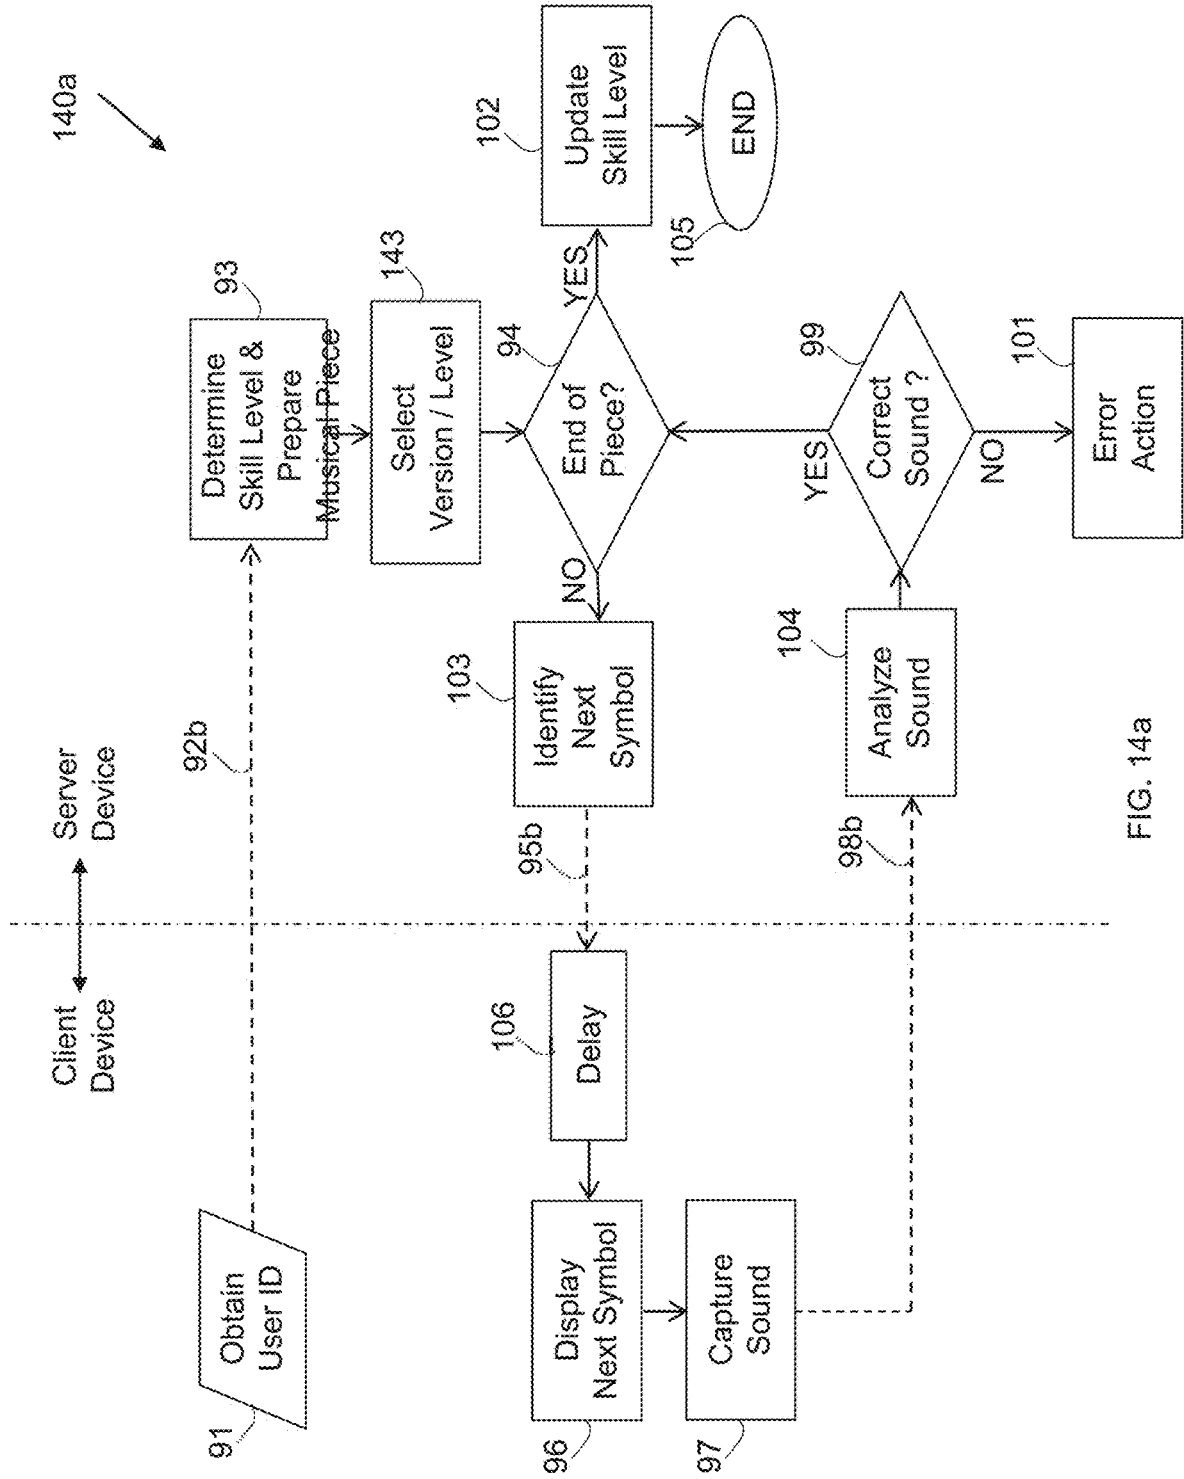 140a
Client
Device
Server
Device
91
Obtain
User ID
92b
93
Determine
Skill Level &
Prepare
Musical Piece
143
Select
Version / Level
94
End of
Piece?
YES
NO
102
Update
Skill Level
105
END
103
Identify
Next
Symbol
95b
106
Delay
96
Display
Next Symbol
97
Capture
Sound
98b
104
Analyze
Sound
99
Correct
Sound ?
YES
NO
101
Error
Action
FIG. 14a